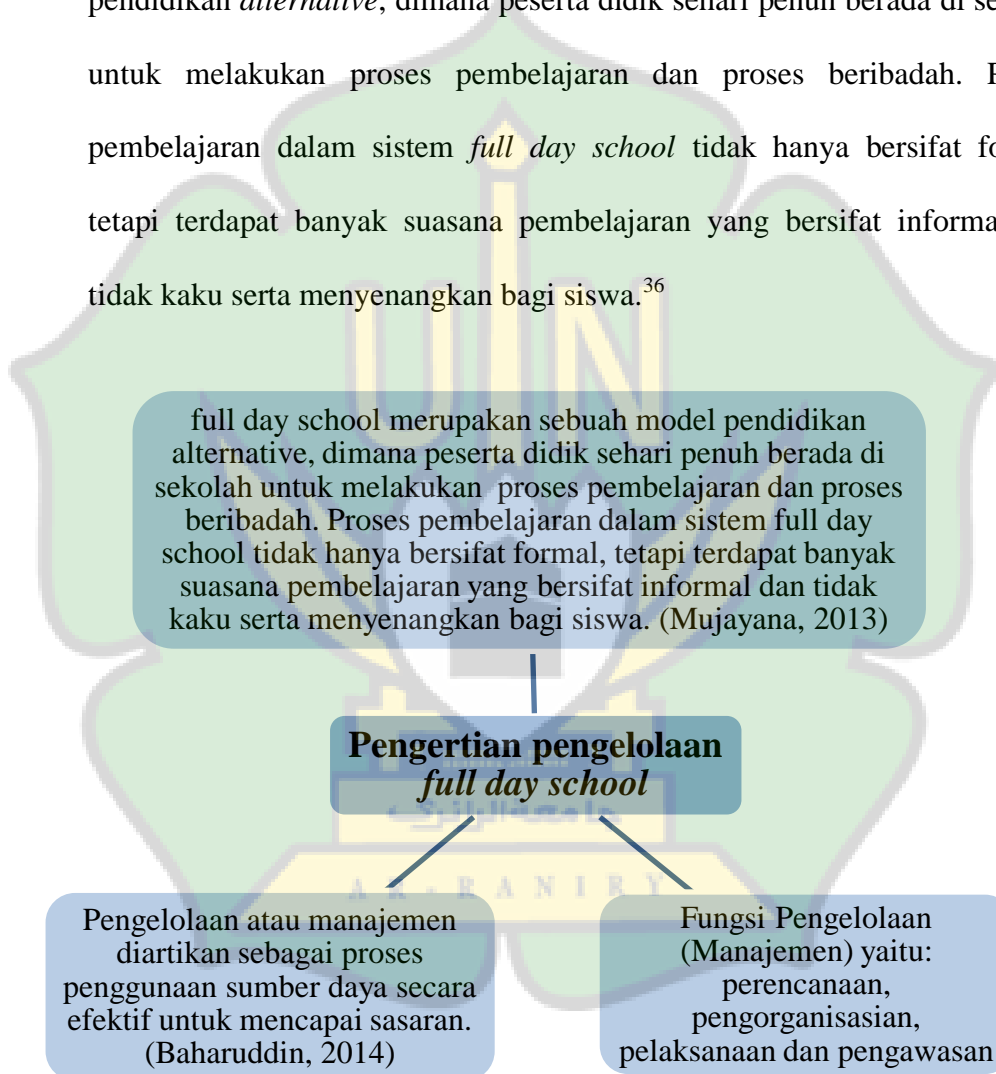 pendidikan alternative, dimana peserta didik sehari penuh berada di
untuk melakukan proses pembelajaran dan proses beribadah.
pembelajaran dalam sistem full day school tidak hanya bersifat
tetapi terdapat banyak suasana pembelajaran yang bersifat
tidak kaku serta menyenangkan bagi siswa.36
full day school merupakan sebuah model pendidikan
alternative, dimana peserta didik sehari penuh berada di
sekolah untuk melakukan proses pembelajaran dan proses
beribadah. Proses pembelajaran dalam sistem full day
school tidak hanya bersifat formal, tetapi terdapat banyak
suasana pembelajaran yang bersifat informal dan tidak
kaku serta menyenangkan bagi siswa. (Mujayana, 2013)
UIN
Pengertian pengelolaan
full day school
جامعة الرانري
AR-RANIRY
Pengelolaan atau manajemen
diartikan sebagai proses
penggunaan sumber daya secara
efektif untuk mencapai sasaran.
(Baharuddin, 2014)
Fungsi Pengelolaan
(Manajemen) yaitu:
perencanaan,
pengorganisasian,
pelaksanaan dan pengawasan